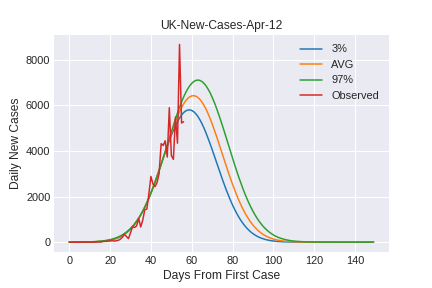 UK-New-Cases-Apr-12
3%
AVG
97%
Observed
8000
6000
4000
2000
0
Daily New Cases
0 20 40 60 80 100 120 140
Days From First Case